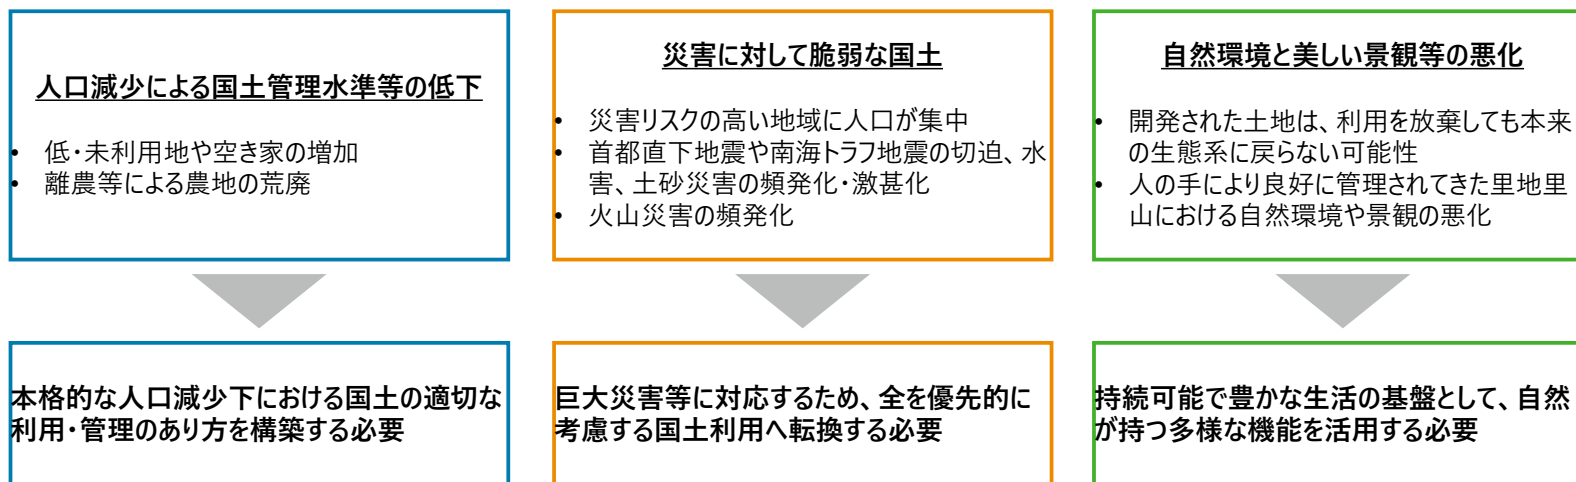 人口減少による国土管理水準等の低下
• 低・未利用地や空き家の増加
• 離農等による農地の荒廃
災害に対して脆弱な国土
• 災害リスクの高い地域に人口が集中
• 首都直下地震や南海トラフ地震の切迫、水
害、土砂災害の頻発化・激甚化
• 火山災害の頻発化
自然環境と美しい景観等の悪化
• 開発された土地は、利用を放棄しても本来
の生態系に戻らない可能性
• 人の手により良好に管理されてきた里地里
山における自然環境や景観の悪化
本格的な人口減少下における国土の適切な
利用・管理のあり方を構築する必要
巨大災害等に対応するため、全を優先的に
考慮する国土利用へ転換する必要
持続可能で豊かな生活の基盤として、自然
が持つ多様な機能を活用する必要